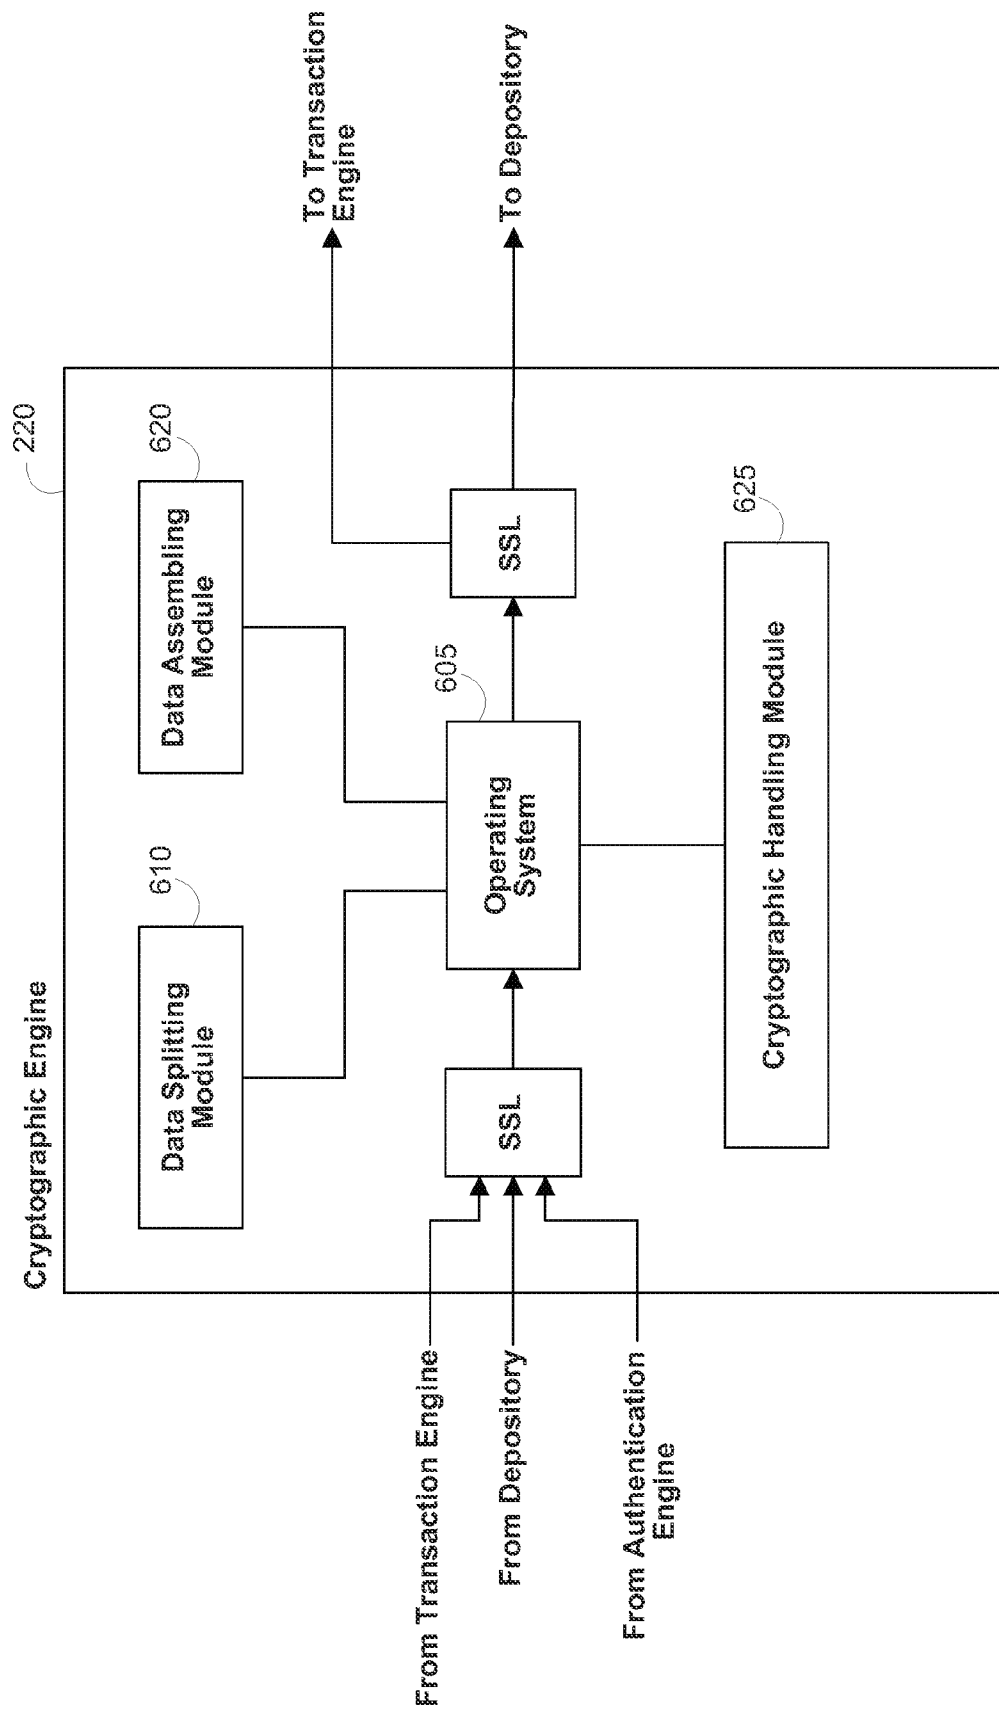 Cryptographic Engine
220
Data Splitting
Module
610
Data Assembling
Module
620
To Transaction
Engine
From Transaction Engine
From Depository
From Authentication
Engine
SSL
Operating
System
605
SSL
To Depository
Cryptographic Handling Module
625